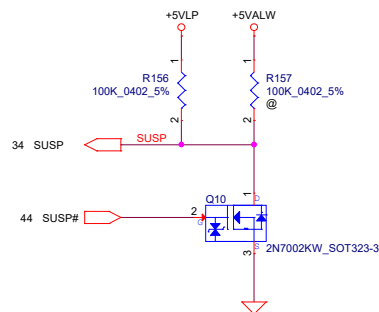 +5VLP
+5VALW
1
1
R156
100K_0402_5%
R157
100K_0402_5%
@
2
2
34 SUSP
SUSP
Q10
1
D
44 SUSP#
2
G
S
3
2N7002KW_SOT323-3